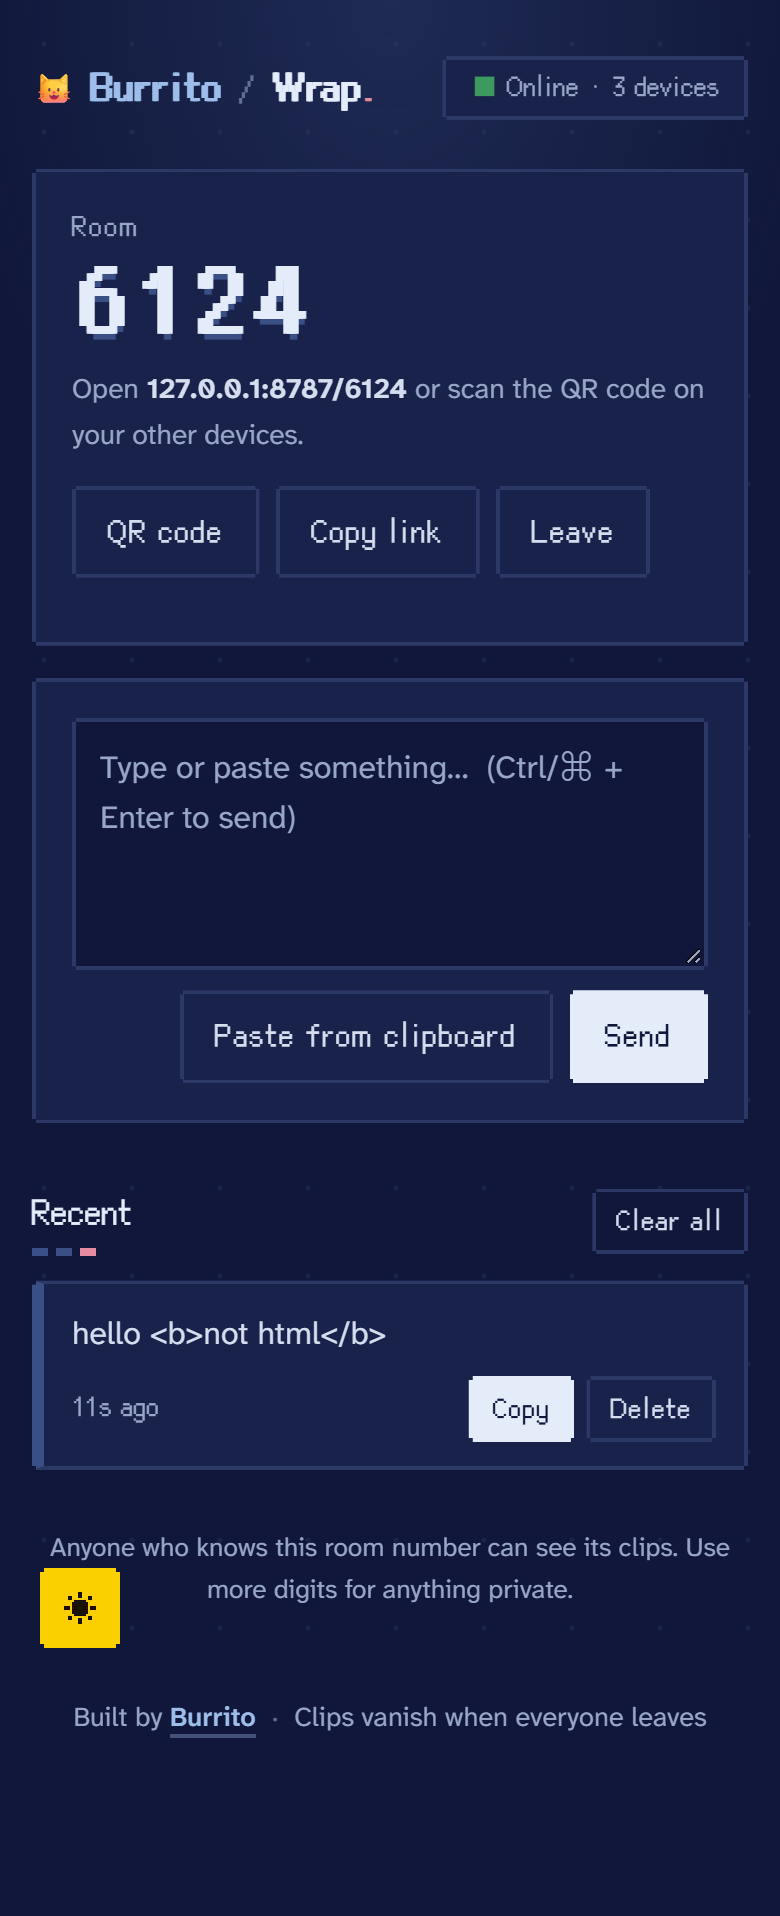 Burrito / Wrap.
Online · 3 devices
Room
6124
Open 127.0.0.1:8787/6124 or scan the QR code on
your other devices.
QR code
Copy link
Leave
Type or paste something... (Ctrl/⌘ +
Enter to send)
Paste from clipboard
Send
Recent
Clear all
hello <b>not html</b>
11s ago
Copy
Delete
Anyone who knows this room number can see its clips. Use
more digits for anything private.
Built by Burrito · Clips vanish when everyone leaves